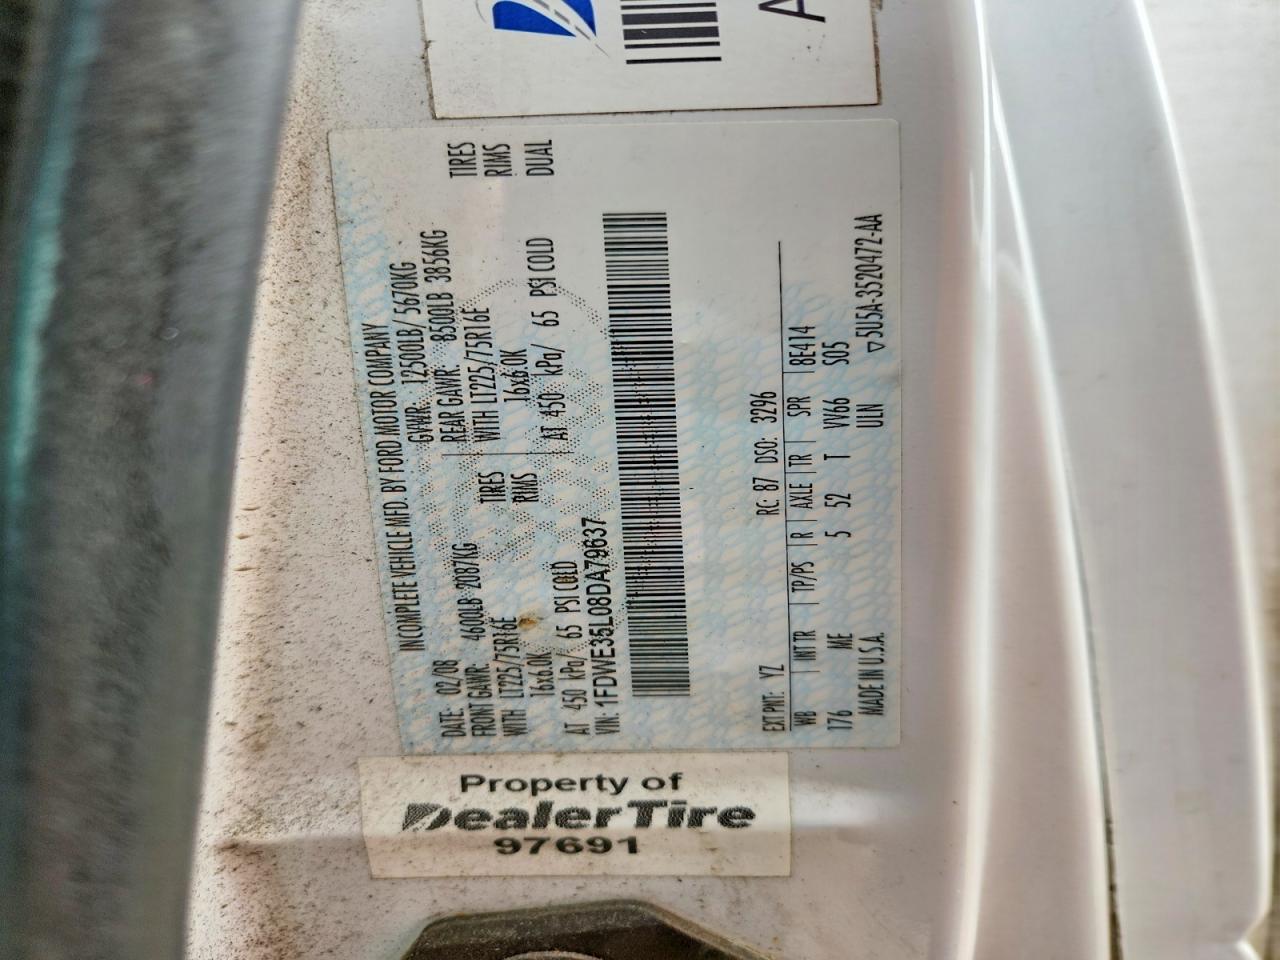 A
INCOMPLETE VEHICLE MFD. BY FORD MOTOR COMPANY
DATE: 02/08 GVWR: 12500LB/ 5670KG
FRONT GAWR: 4600LB 2087KG REAR GAWR 8500LB 3856KG
WITH LT225/75R16E TIRES WITH LT225/75R16E TIRES
16x6.0K RIMS 16x6.0K RIMS
AT 450 kPa/ 65 PSI COLD AT 450 kPa/ 65 PSI COLD DUAL
VIN: 1FDWE35L08DA79637
EXT PNT: YZ RC: 87 DSO: 3296
WB INT TR TP/PS R AXLE TR SPR 8E414
176 ME 5 52 T VV66 S05
MADE IN U.S.A. ULN ▽5U5A-3520472-AA
Property of
DealerTire
97691